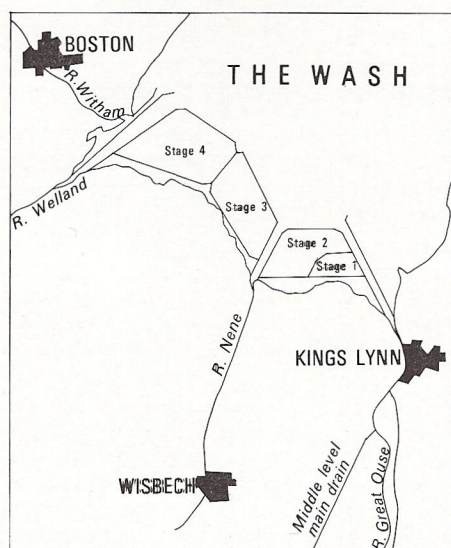 BOSTON
THE WASH
R. Witham
Stage 4
R. Welland
Stage 3
Stage 2
Stage 1
R. Nene
KINGS LYNN
WISBECH
Middle level
main drain
R. Great Ouse